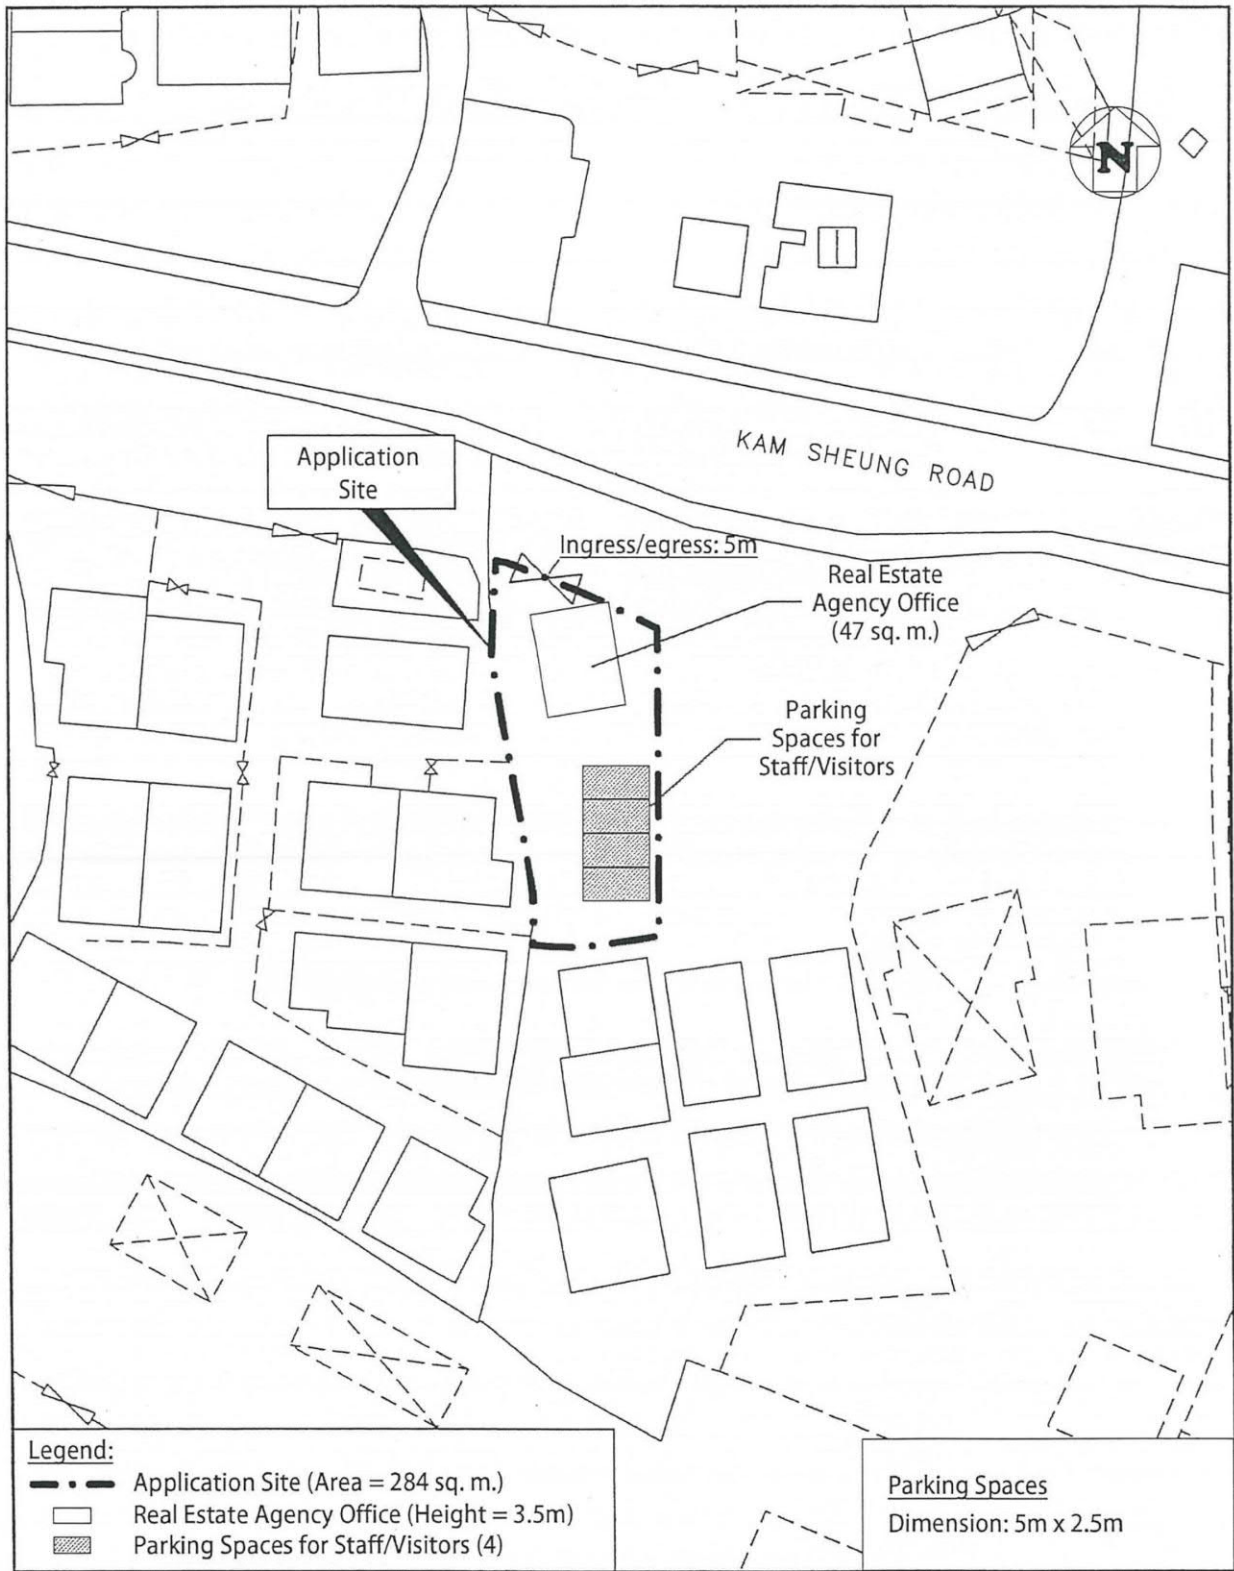 N
KAM SHEUNG ROAD
Application
Site
Ingress/egress: 5m
Real Estate
Agency Office
(47 sq. m.)
Parking
Spaces for
Staff/Visitors
Legend:
Application Site (Area = 284 sq. m.)
Real Estate Agency Office (Height = 3.5m)
Parking Spaces for Staff/Visitors (4)
Parking Spaces
Dimension: 5m x 2.5m